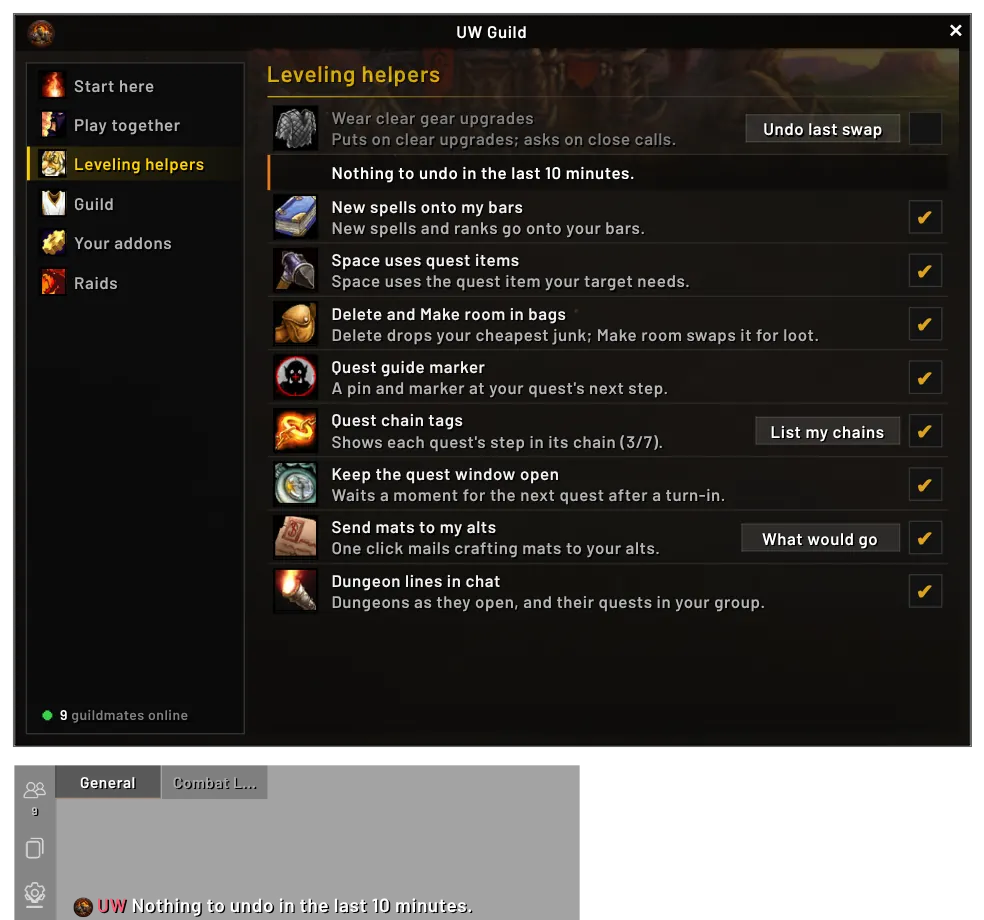 UW Guild
Start here
Play together
Leveling helpers
Guild
Your addons
Raids
9 guildmates online
Leveling helpers
Wear clear gear upgrades
Puts on clear upgrades; asks on close calls.
Undo last swap
Nothing to undo in the last 10 minutes.
New spells onto my bars
New spells and ranks go onto your bars.
Space uses quest items
Space uses the quest item your target needs.
Delete and Make room in bags
Delete drops your cheapest junk; Make room swaps it for loot.
Quest guide marker
A pin and marker at your quest's next step.
Quest chain tags
Shows each quest's step in its chain (3/7).
List my chains
Keep the quest window open
Waits a moment for the next quest after a turn-in.
Send mats to my alts
One click mails crafting mats to your alts.
What would go
Dungeon lines in chat
Dungeons as they open, and their quests in your group.
General
Combat L...
9
UW Nothing to undo in the last 10 minutes.